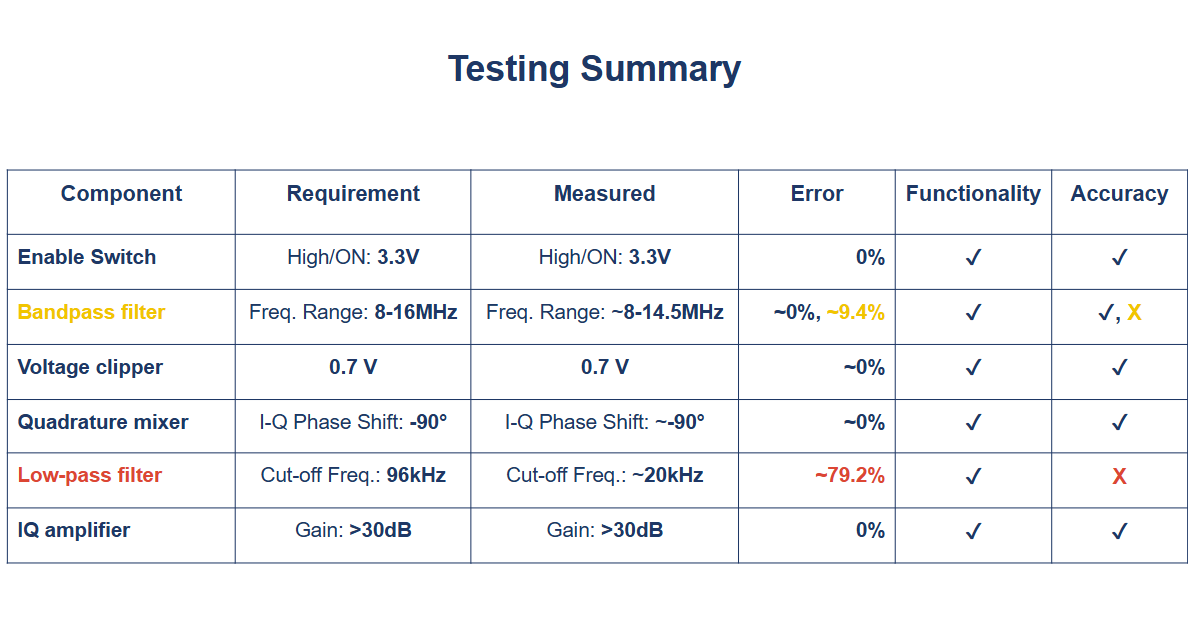 Testing Summary
Component Requirement Measured Error Functionality Accuracy
Enable Switch High/ON: 3.3V High/ON: 3.3V 0% ✓ ✓
Bandpass filter Freq. Range: 8-16MHz Freq. Range: ~8-14.5MHz ~0%, ~9.4% ✓ ✓, X
Voltage clipper 0.7 V 0.7 V ~0% ✓ ✓
Quadrature mixer I-Q Phase Shift: -90° I-Q Phase Shift: ~-90° ~0% ✓ ✓
Low-pass filter Cut-off Freq.: 96kHz Cut-off Freq.: ~20kHz ~79.2% ✓ X
IQ amplifier Gain: >30dB Gain: >30dB 0% ✓ ✓